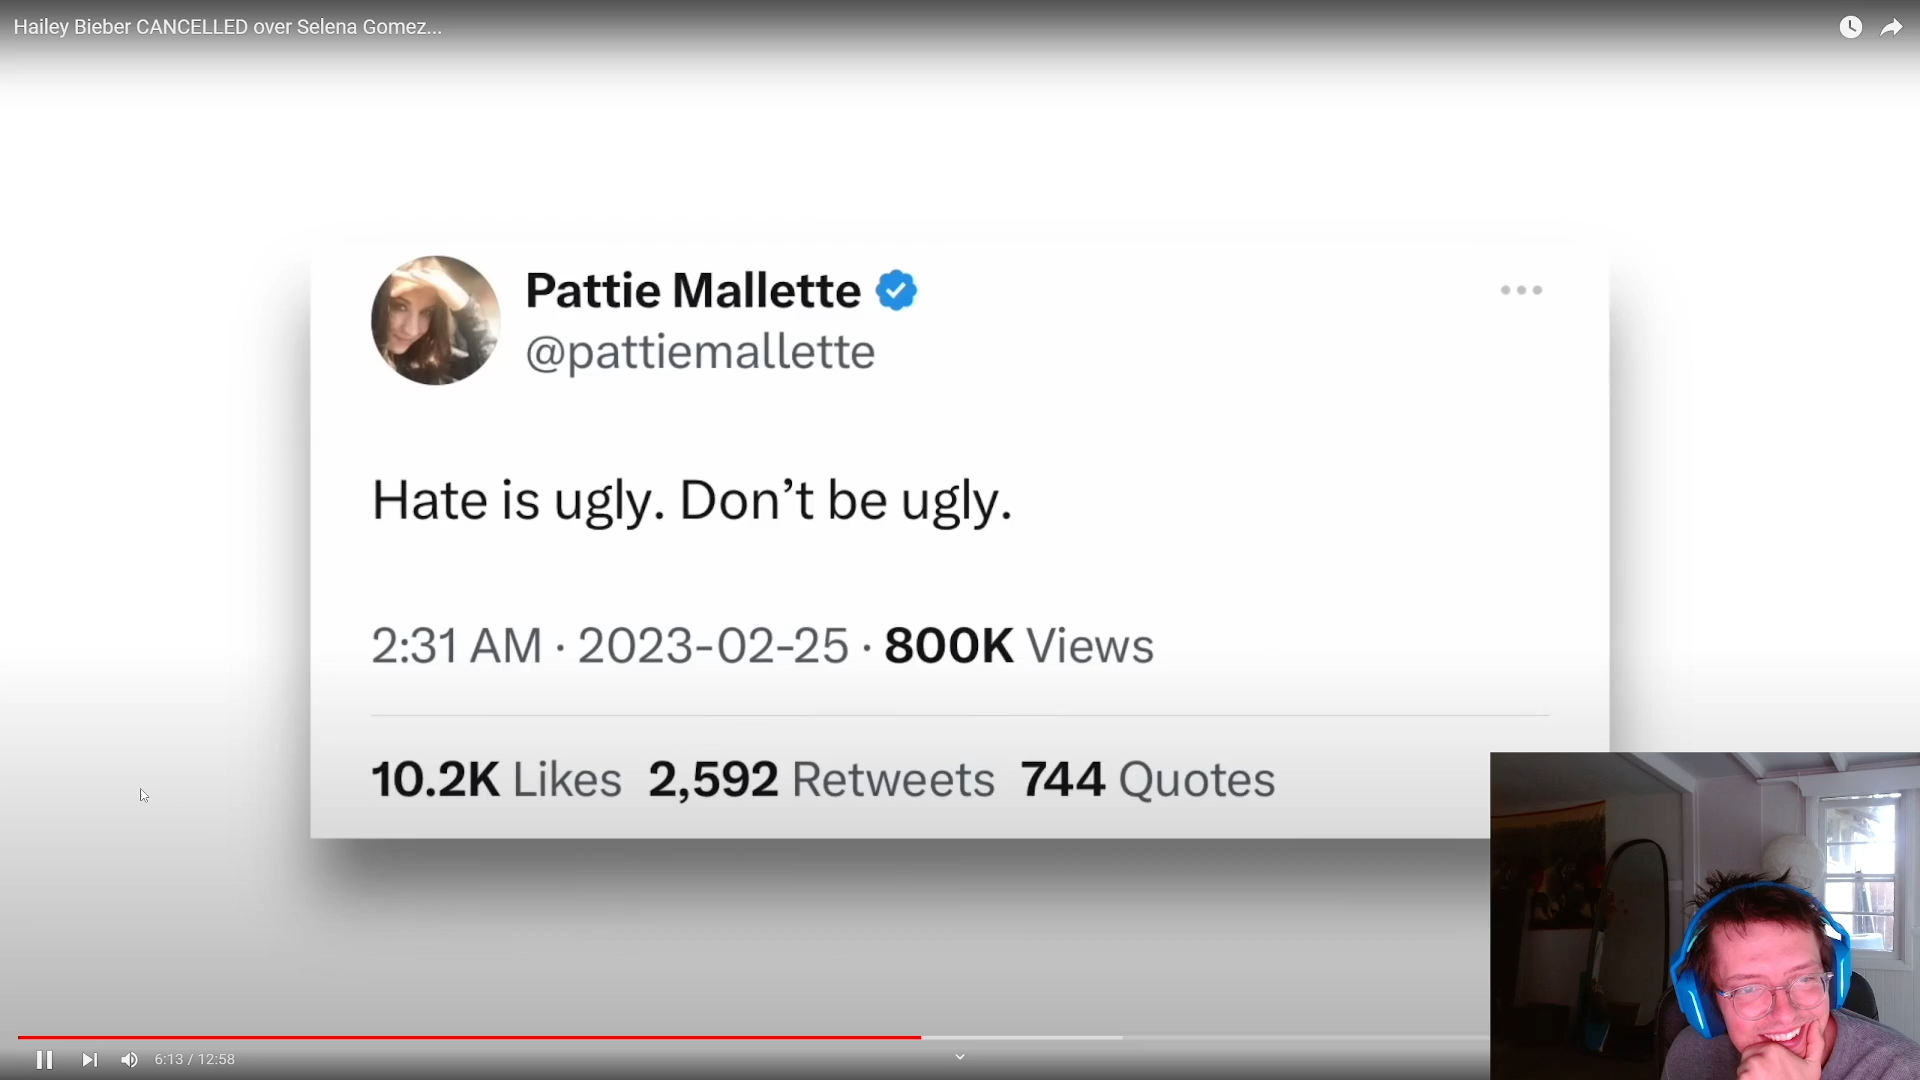 Hailey Bieber CANCELLED over Selena Gomez...
Pattie Mallette
@pattiemallette
Hate is ugly. Don’t be ugly.
2:31 AM · 2023-02-25 · 800K Views
10.2K Likes 2,592 Retweets 744 Quotes
6:13 / 12:58